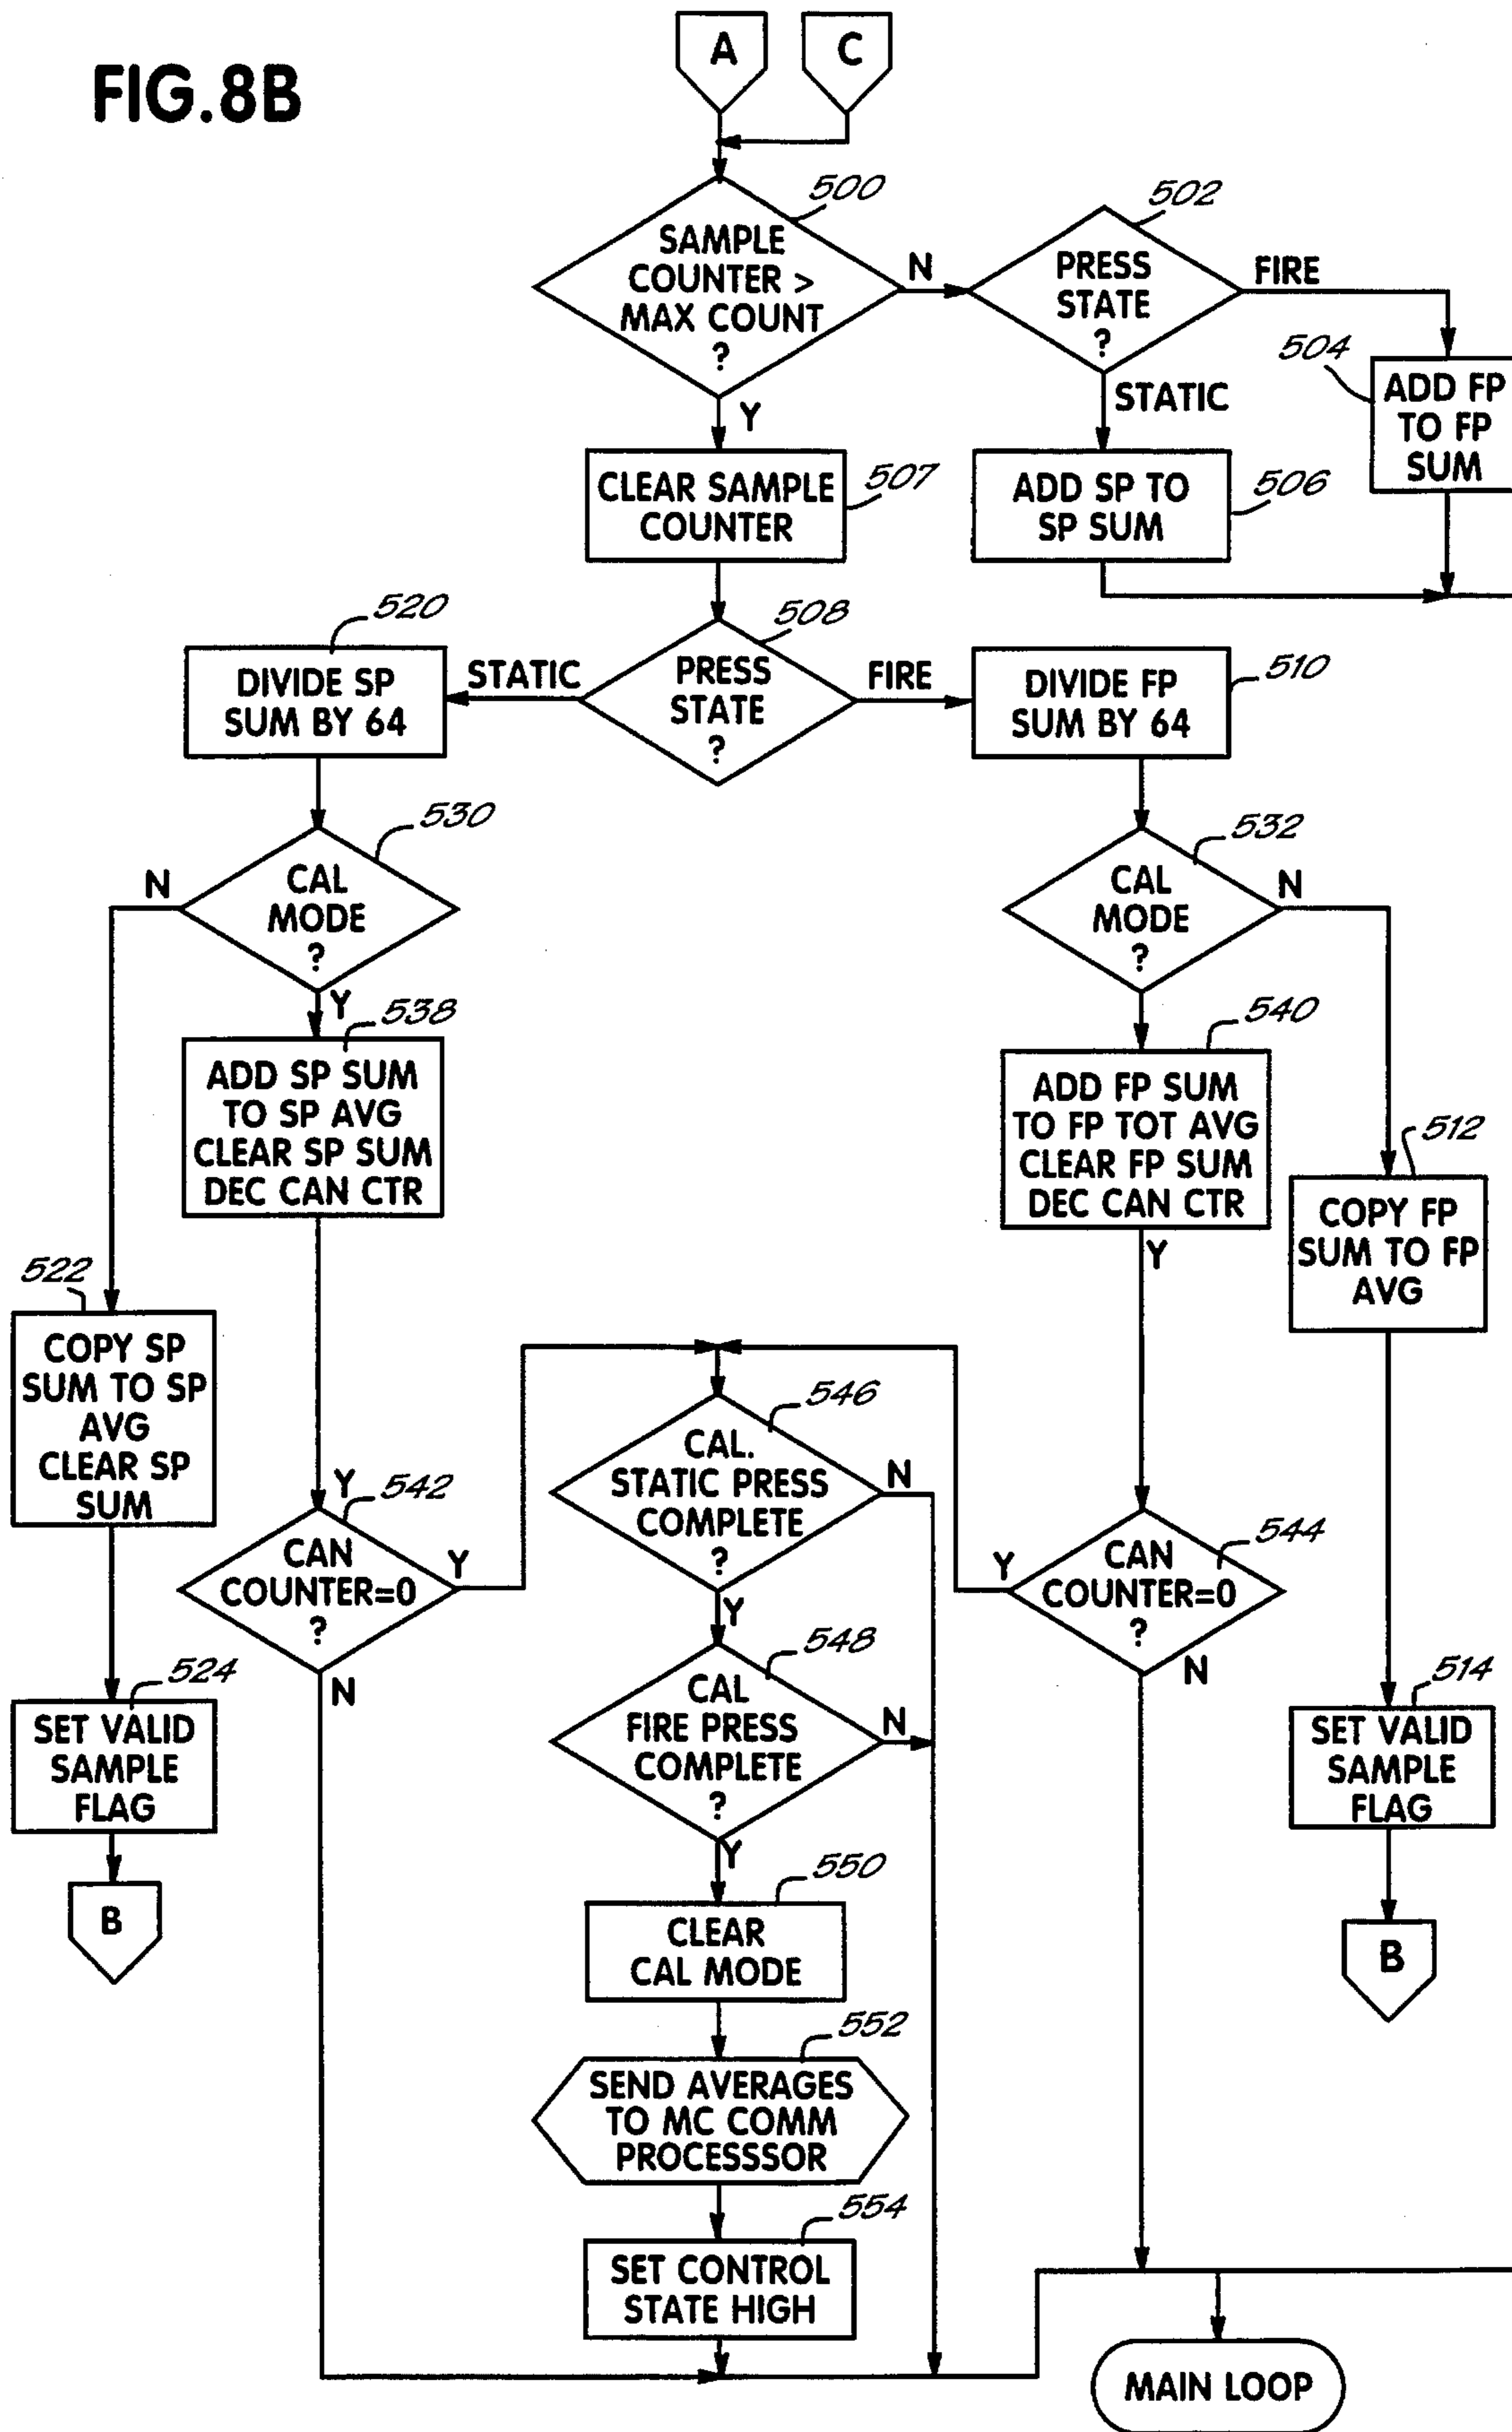 FIG.8B
A
C
500
SAMPLE
COUNTER >
MAX COUNT
?
N
Y
502
PRESS
STATE
?
FIRE
STATIC
504
ADD FP
TO FP
SUM
CLEAR SAMPLE
COUNTER
507
ADD SP TO
SP SUM
506
520
DIVIDE SP
SUM BY 64
STATIC
508
PRESS
STATE
?
FIRE
DIVIDE FP
SUM BY 64
510
530
N
CAL
MODE
?
Y
532
CAL
MODE
?
N
538
ADD SP SUM
TO SP AVG
CLEAR SP SUM
DEC CAN CTR
Y
540
ADD FP SUM
TO FP TOT AVG
CLEAR FP SUM
DEC CAN CTR
Y
512
COPY FP
SUM TO FP
AVG
522
COPY SP
SUM TO SP
AVG
CLEAR SP
SUM
542
CAN
COUNTER=0
?
Y
N
546
CAL.
STATIC PRESS
COMPLETE
?
N
Y
544
Y
CAN
COUNTER=0
?
N
548
CAL
FIRE PRESS
COMPLETE
?
N
Y
524
SET VALID
SAMPLE
FLAG
B
514
SET VALID
SAMPLE
FLAG
B
550
CLEAR
CAL MODE
552
SEND AVERAGES
TO MC COMM
PROCESSSOR
554
SET CONTROL
STATE HIGH
MAIN LOOP